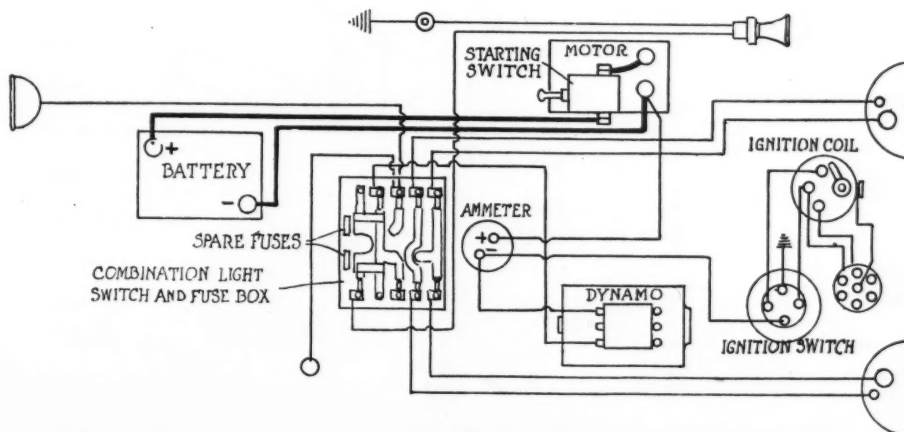 STARTING
SWITCH
MOTOR
+
BATTERY
-
IGNITION COIL
AMMETER
+
-
SPARE FUSES
COMBINATION LIGHT
SWITCH AND FUSE BOX
DYNAMO
IGNITION SWITCH